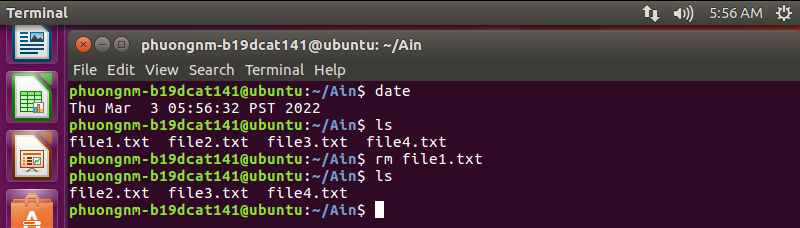 Terminal
5:56 AM
phuongnm-b19dcat141@ubuntu: ~/Ain
File Edit View Search Terminal Help
phuongnm-b19dcat141@ubuntu:~/Ain$ date
Thu Mar  3 05:56:32 PST 2022
phuongnm-b19dcat141@ubuntu:~/Ain$ ls
file1.txt  file2.txt  file3.txt  file4.txt
phuongnm-b19dcat141@ubuntu:~/Ain$ rm file1.txt
phuongnm-b19dcat141@ubuntu:~/Ain$ ls
file2.txt  file3.txt  file4.txt
phuongnm-b19dcat141@ubuntu:~/Ain$